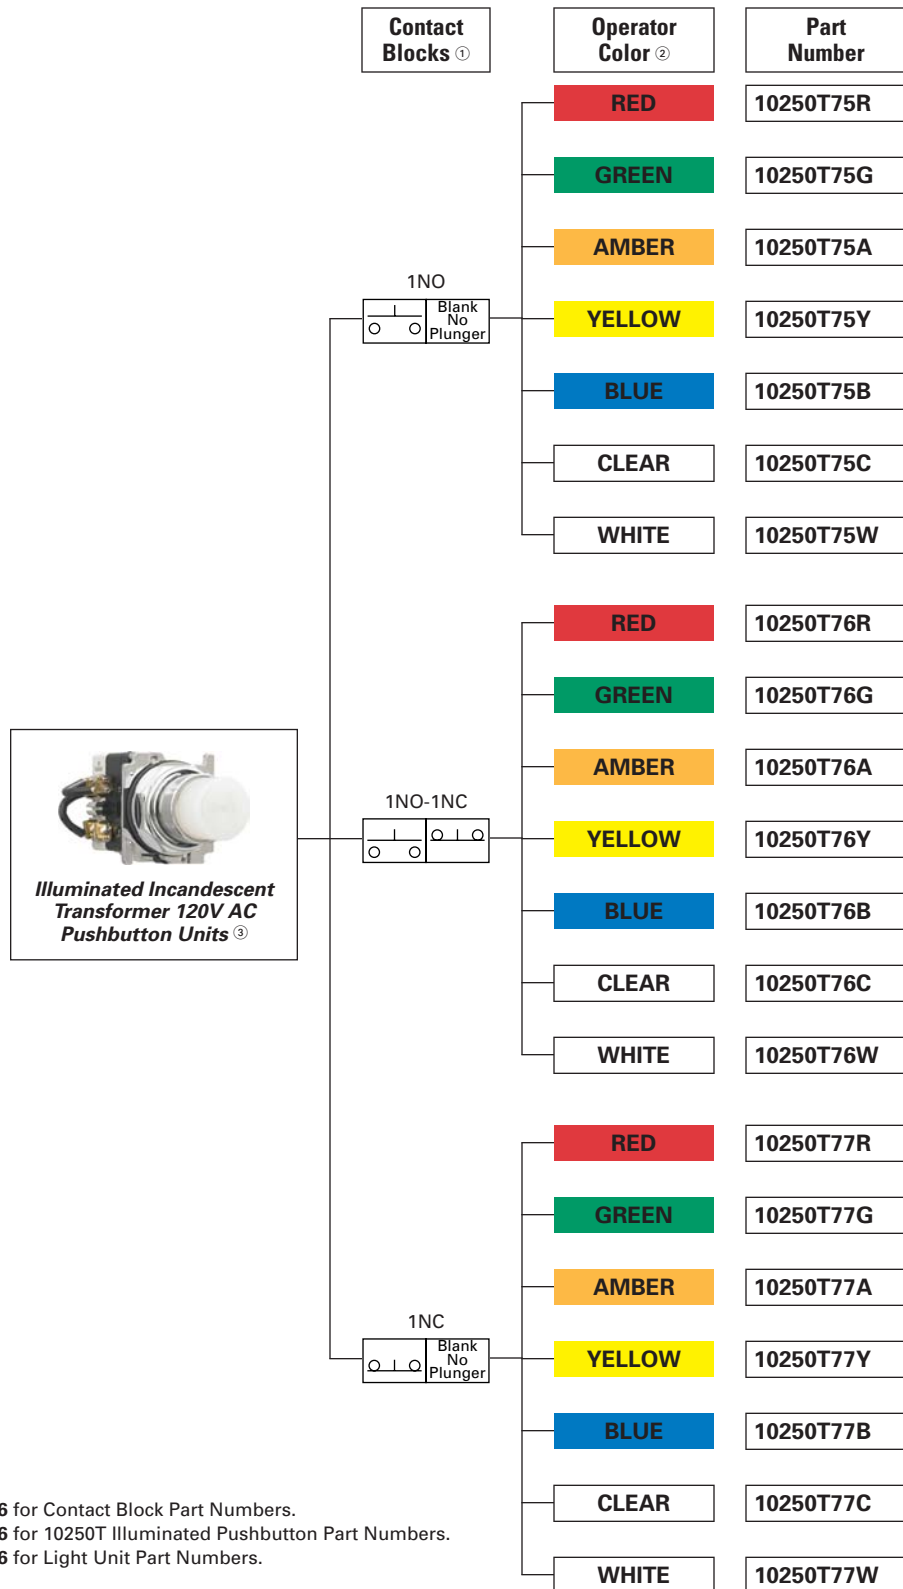 Contact
Blocks ①
Operator
Color ②
Part
Number
RED
10250T75R
GREEN
10250T75G
AMBER
10250T75A
1NO
Blank
No
Plunger
YELLOW
10250T75Y
BLUE
10250T75B
CLEAR
10250T75C
WHITE
10250T75W
RED
10250T76R
GREEN
10250T76G
AMBER
10250T76A
Illuminated Incandescent
Transformer 120V AC
Pushbutton Units ③
1NO-1NC
YELLOW
10250T76Y
BLUE
10250T76B
CLEAR
10250T76C
WHITE
10250T76W
RED
10250T77R
GREEN
10250T77G
AMBER
10250T77A
1NC
Blank
No
Plunger
YELLOW
10250T77Y
BLUE
10250T77B
CLEAR
10250T77C
WHITE
10250T77W
6 for Contact Block Part Numbers.
6 for 10250T Illuminated Pushbutton Part Numbers.
6 for Light Unit Part Numbers.